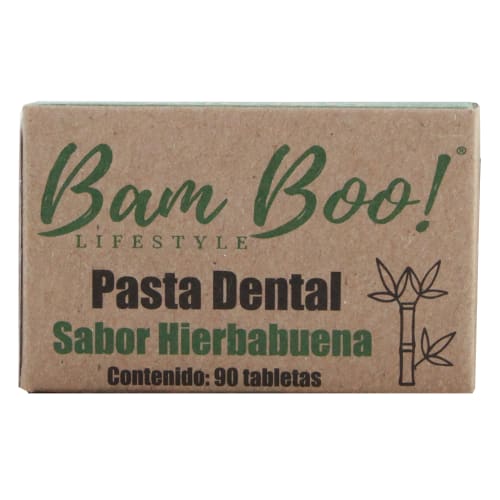 Bam Boo!®
LIFESTYLE
Pasta Dental
Sabor Hierbabuena
Contenido: 90 tabletas